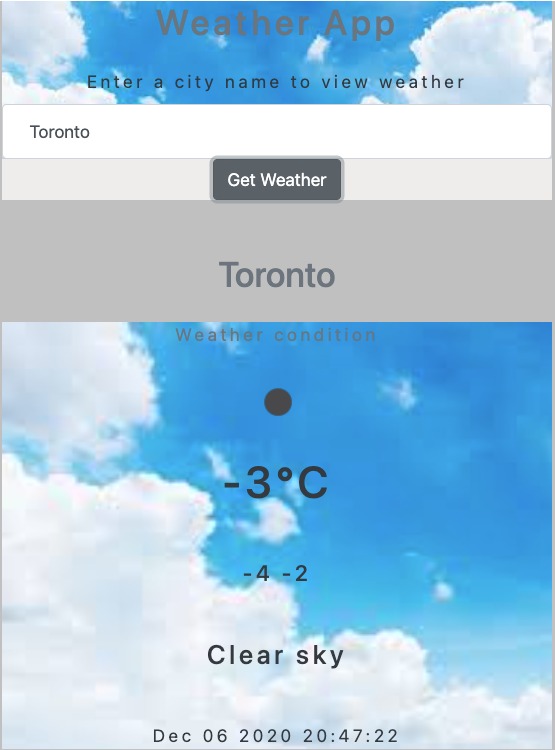 Weather App
Enter a city name to view weather
Toronto
Get Weather
Toronto
Weather condition
-3°C
-4 -2
Clear sky
Dec 06 2020 20:47:22